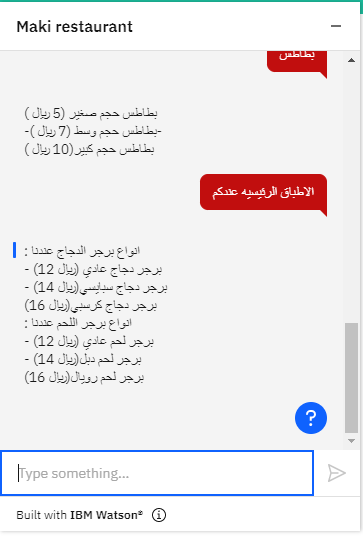 Maki restaurant
بطاطس
بطاطس حجم صغير (5 ريال )
-بطاطس حجم وسط (7 ريال )-
بطاطس حجم كبير(10 ريال )
الاطباق الرئيسيه عندكم
انواع برجر الدجاج عندنا :
برجر دجاج عادي (ريال 12) -
برجر دجاج سبايسي(ريال 14) -
برجر دجاج كرسبي(ريال 16)
انواع برجر اللحم عندنا :
برجر لحم عادي (ريال 12) -
برجر لحم دبل(ريال 14) -
برجر لحم رويال(ريال 16)
?
Type something...
Built with IBM Watson®